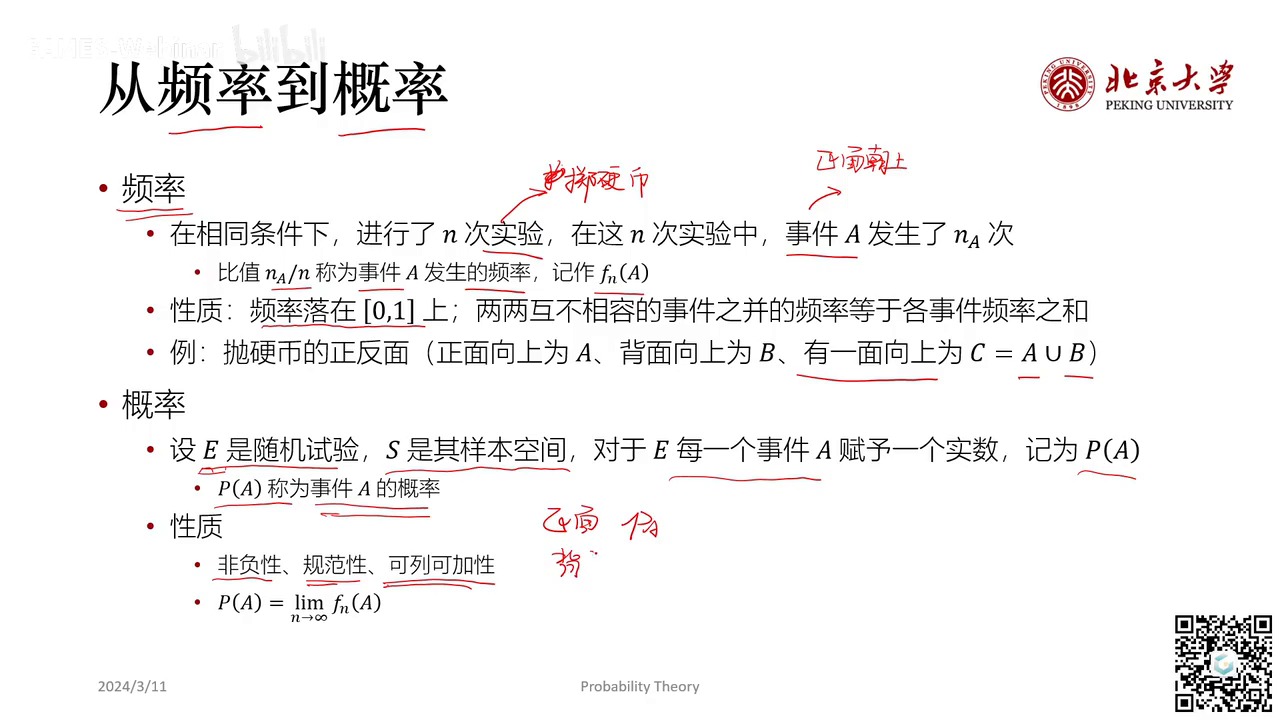 bilibili
从频率到概率
北京大学
PEKING UNIVERSITY
PEKING UNIVERSITY
1898
掷硬币
正面朝上
• 频率
• 在相同条件下，进行了 n 次实验，在这 n 次实验中，事件 A 发生了 n_A 次
• 比值 n_A/n 称为事件 A 发生的频率，记作 f_n(A)
• 性质：频率落在 [0,1] 上；两两互不相容的事件之并的频率等于各事件频率之和
• 例：抛硬币的正反面（正面向上为 A、背面向上为 B、有一面向上为 C = A ∪ B）
• 概率
• 设 E 是随机试验，S 是其样本空间，对于 E 每一个事件 A 赋予一个实数，记为 P(A)
• P(A) 称为事件 A 的概率
• 性质
正面
背
• 非负性、规范性、可列可加性
• P(A) = lim n→∞ f_n(A)
2024/3/11
Probability Theory